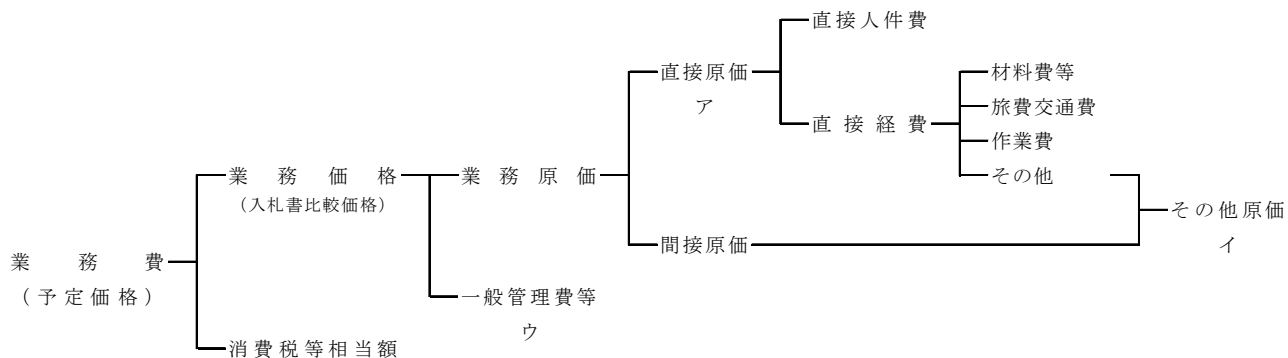 直接人件費
直接原価
ア
材料費等
旅費交通費
直接経費
作業費
業務価格
(入札書比較価格)
業務原価
その他
その他原価
イ
間接原価
業務費
(予定価格)
一般管理費等
ウ
消費税等相当額